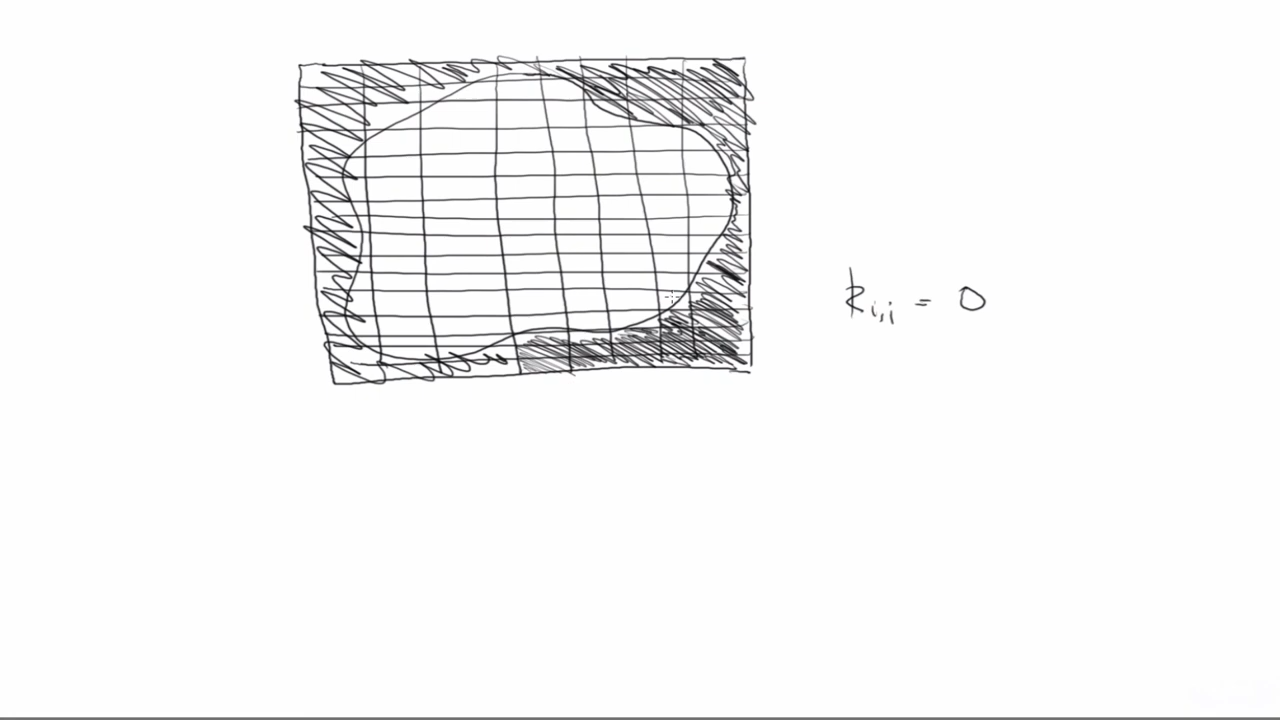 k_{i,i} = 0